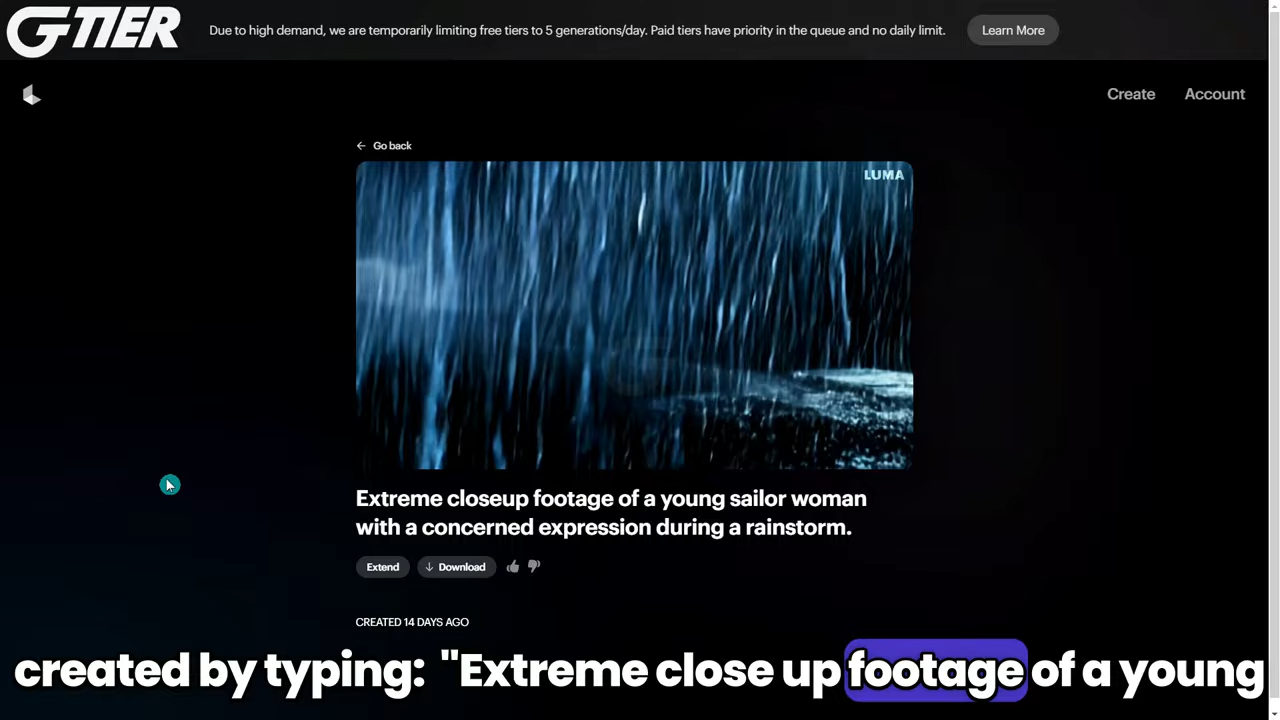 GTIER
Due to high demand, we are temporarily limiting free tiers to 5 generations/day. Paid tiers have priority in the queue and no daily limit.
Learn More
Create
Account
Go back
LUMA
Extreme closeup footage of a young sailor woman
with a concerned expression during a rainstorm.
Extend
Download
CREATED 14 DAYS AGO
created by typing: "Extreme close up footage of a young